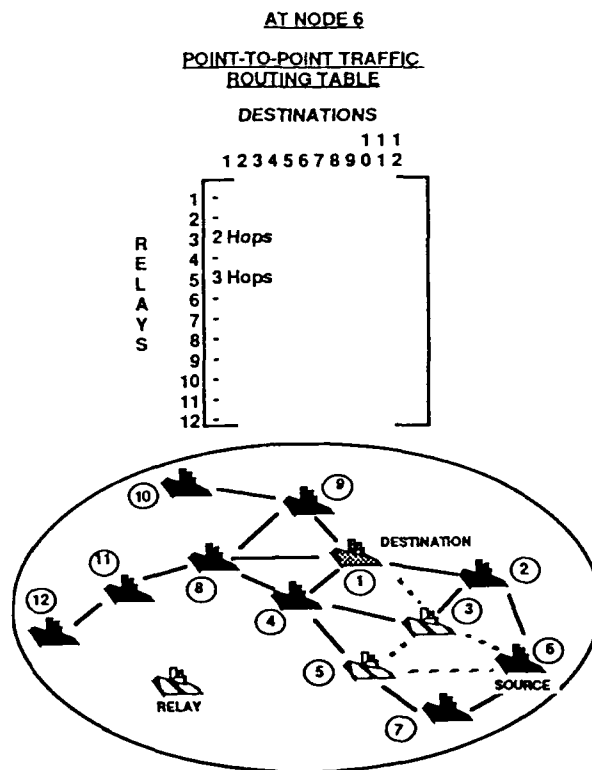 AT NODE 6
POINT-TO-POINT TRAFFIC
ROUTING TABLE
DESTINATIONS
1 1 1
1 2 3 4 5 6 7 8 9 0 1 2
RELAYS
1 -
2 -
3 2 Hops
4 -
5 3 Hops
6 -
7 -
8 -
9 -
10 -
11 -
12 -
10
9
DESTINATION
11
8
1
2
12
4
3
5
6
SOURCE
RELAY
7